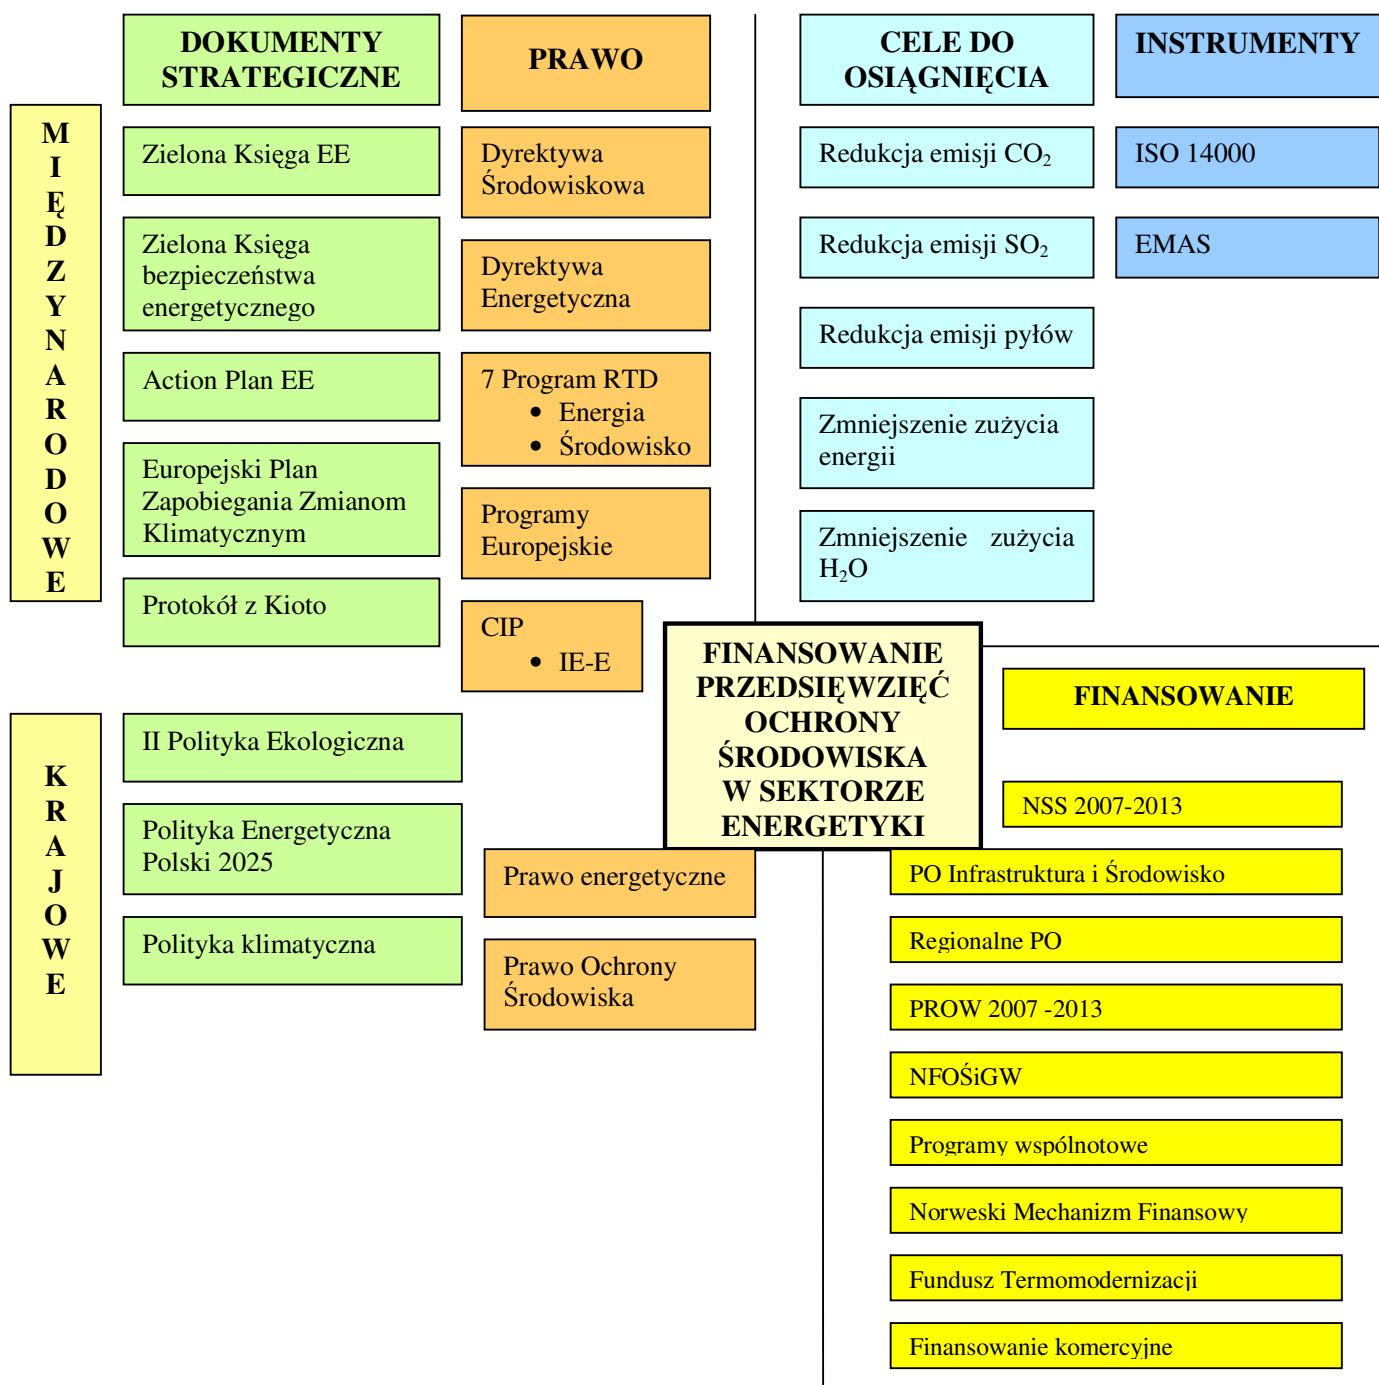 DOKUMENTY
STRATEGICZNE
PRAWO
CELE DO
OSIĄGNIĘCIA
INSTRUMENTY
MIĘDZYNARODOWE
Zielona Księga EE
Zielona Księga
bezpieczeństwa
energetycznego
Action Plan EE
Europejski Plan
Zapobiegania Zmianom
Klimatycznym
Protokół z Kioto
Dyrektywa
Środowiskowa
Dyrektywa
Energetyczna
7 Program RTD
• Energia
• Środowisko
Programy
Europejskie
CIP
• IE-E
Redukcja emisji CO₂
Redukcja emisji SO₂
Redukcja emisji pyłów
Zmniejszenie zużycia
energii
Zmniejszenie zużycia
H₂O
ISO 14000
EMAS
FINANSOWANIE
PRZEDSIĘWZIĘĆ
OCHRONY
ŚRODOWISKA
W SEKTORZE
ENERGETYKI
KRAJOWE
II Polityka Ekologiczna
Polityka Energetyczna
Polski 2025
Polityka klimatyczna
Prawo energetyczne
Prawo Ochrony
Środowiska
FINANSOWANIE
NSS 2007-2013
PO Infrastruktura i Środowisko
Regionalne PO
PROW 2007 -2013
NFOŚiGW
Programy wspólnotowe
Norweski Mechanizm Finansowy
Fundusz Termomodernizacji
Finansowanie komercyjne